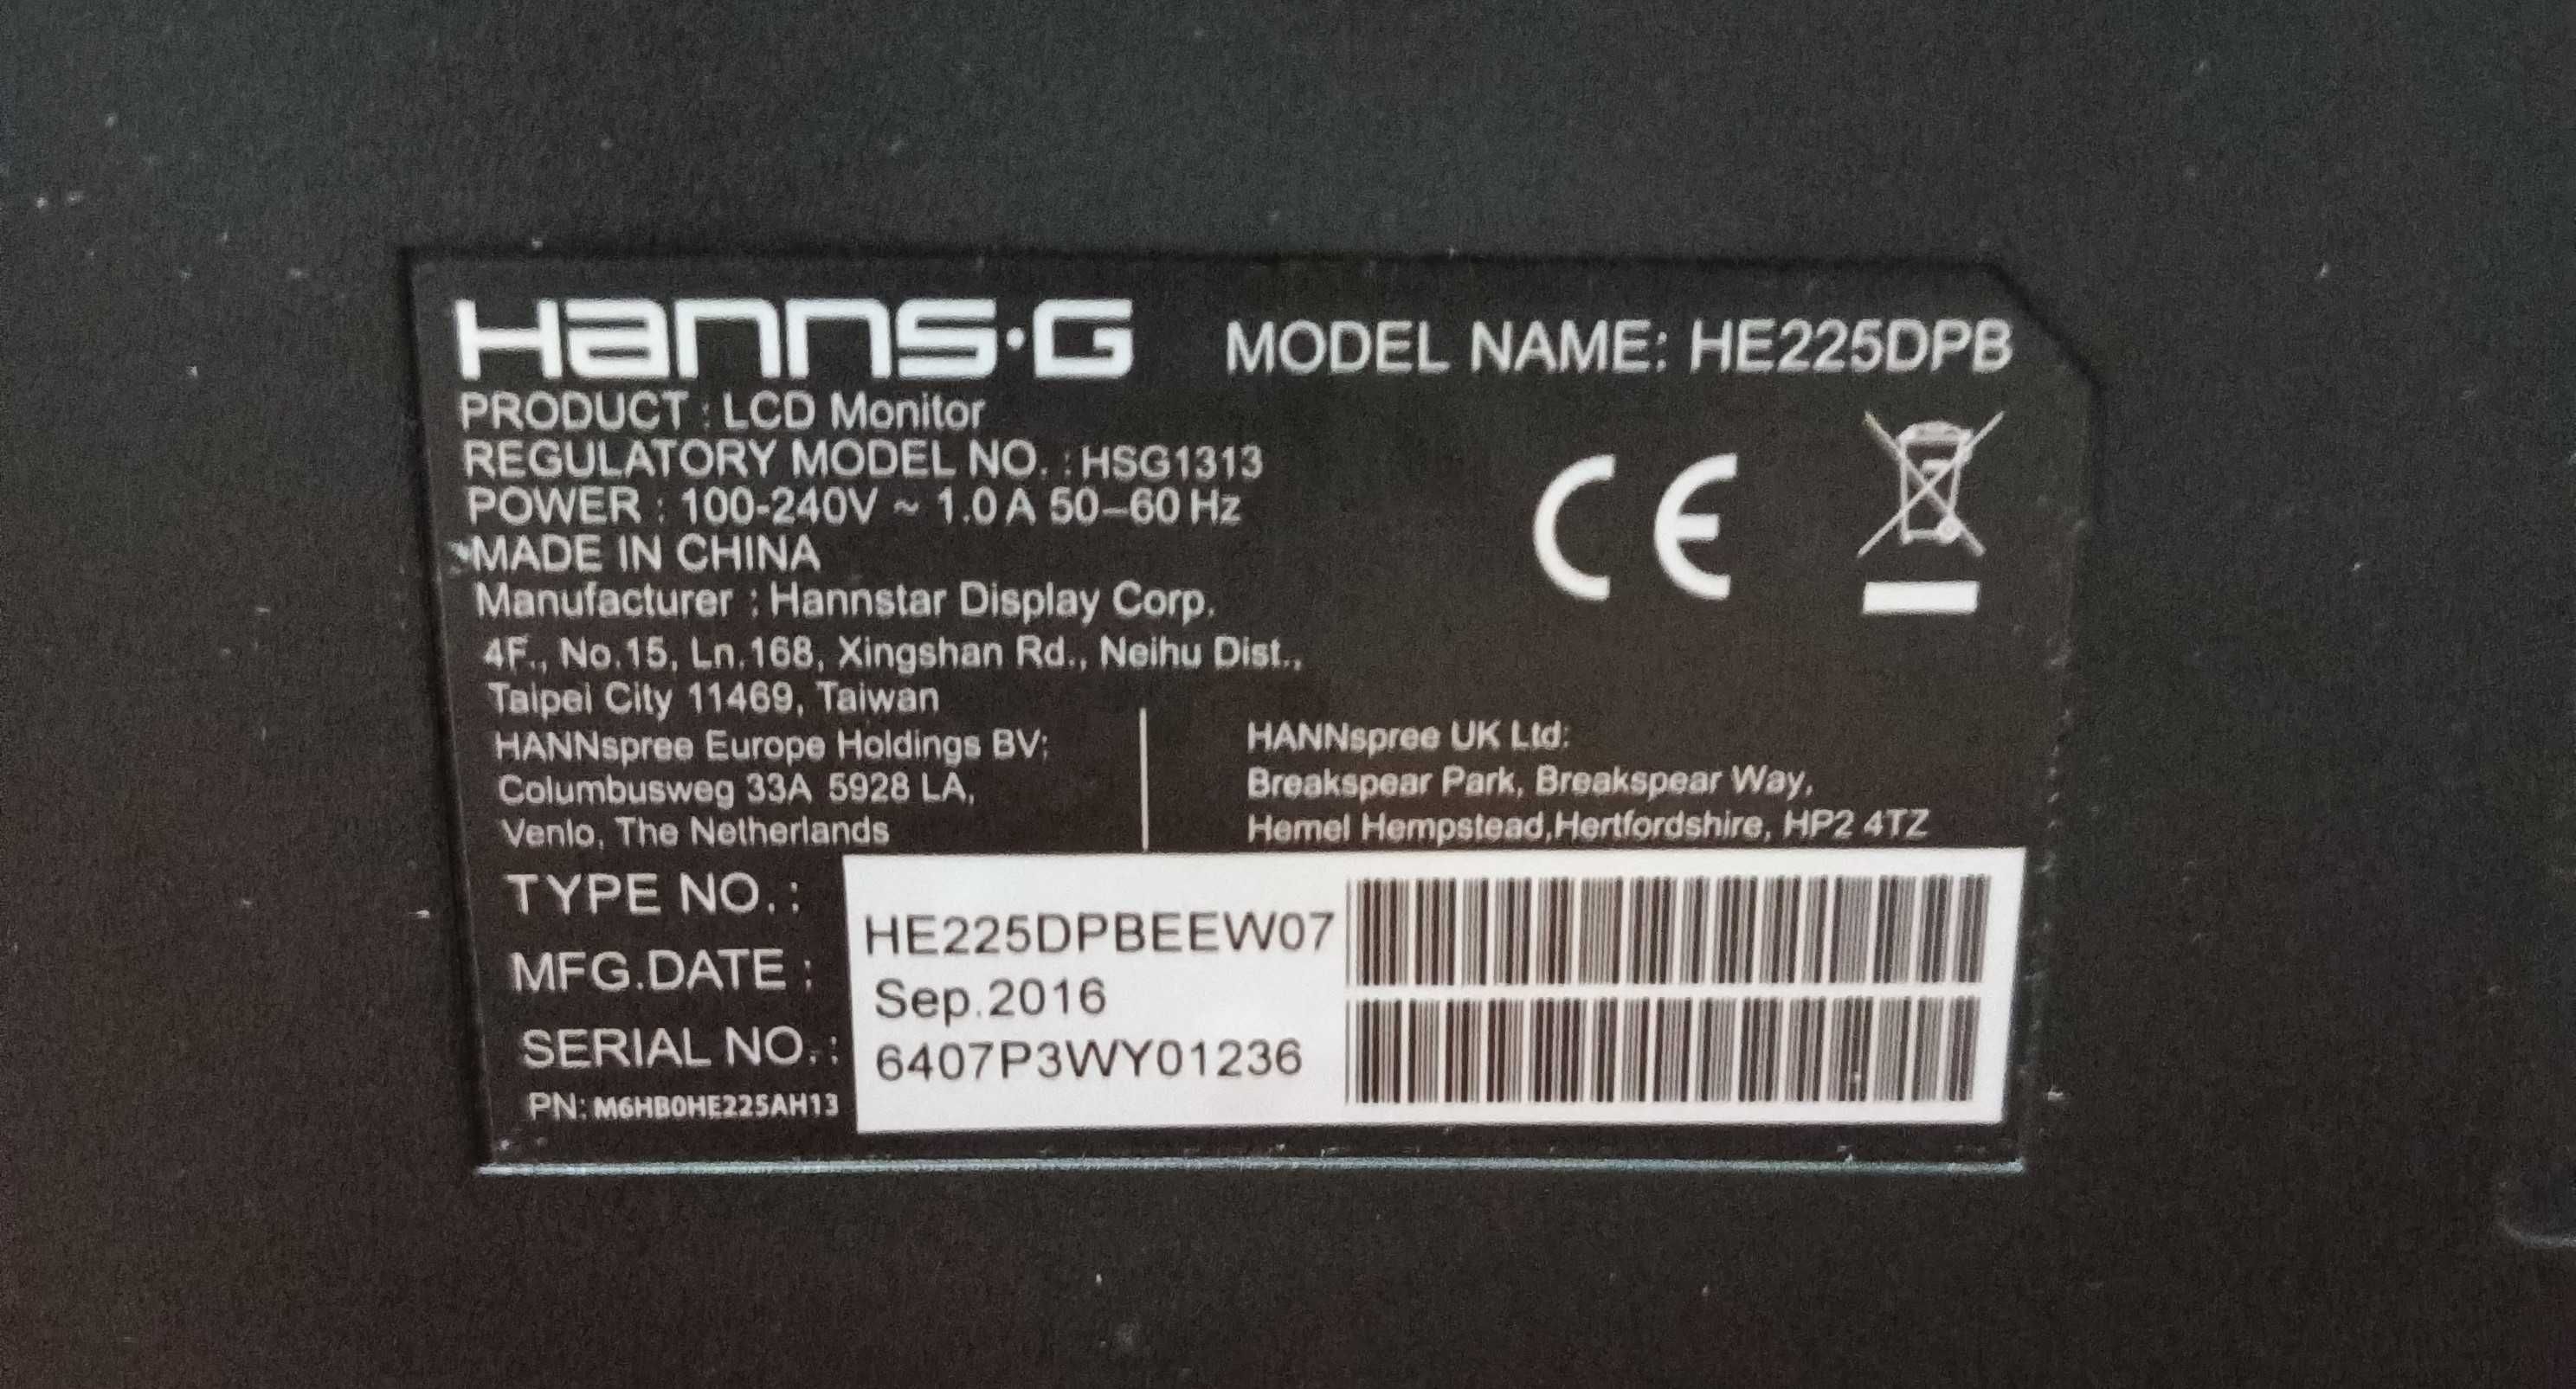 Hanns·G
MODEL NAME: HE225DPB
PRODUCT : LCD Monitor
REGULATORY MODEL NO. : HSG1313
POWER : 100-240V ~ 1.0A 50–60Hz
MADE IN CHINA
Manufacturer : Hannstar Display Corp.
4F., No.15, Ln.168, Xingshan Rd., Neihu Dist.,
Taipei City 11469, Taiwan
HANNspree Europe Holdings BV;
Columbusweg 33A 5928 LA,
Venlo, The Netherlands
HANNspree UK Ltd:
Breakspear Park, Breakspear Way,
Hemel Hempstead,Hertfordshire, HP2 4TZ
CE
TYPE NO. : HE225DPBEEW07
MFG.DATE : Sep.2016
SERIAL NO. : 6407P3WY01236
PN: M6HB0HE225AH13